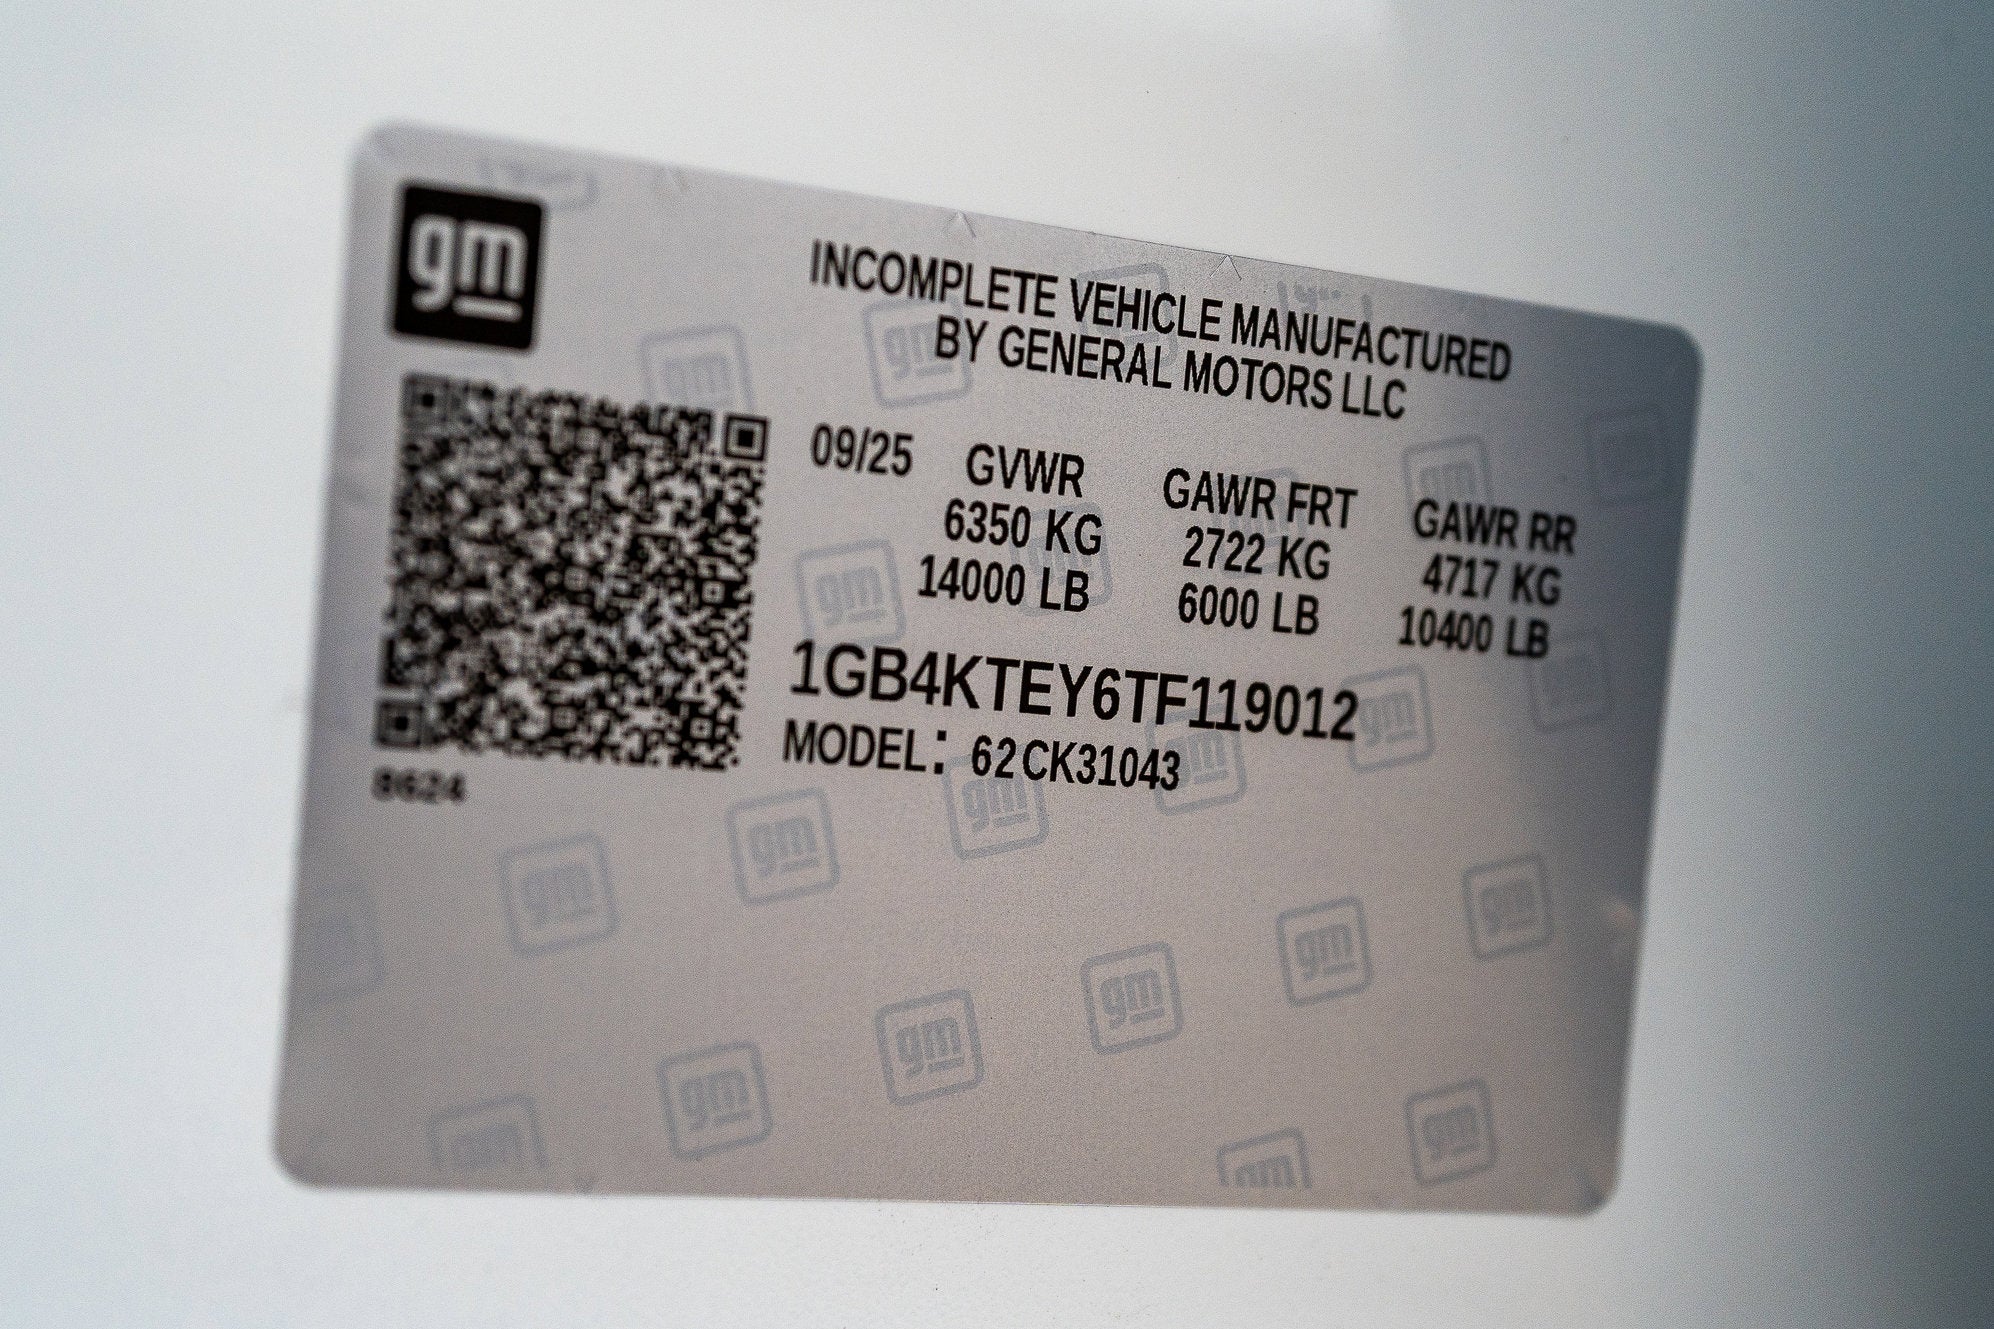 gm
INCOMPLETE VEHICLE MANUFACTURED
BY GENERAL MOTORS LLC
09/25 GVWR GAWR FRT GAWR RR
6350 KG 2722 KG 4717 KG
14000 LB 6000 LB 10400 LB
1GB4KTEY6TF119012
MODEL: 62CK31043
8624